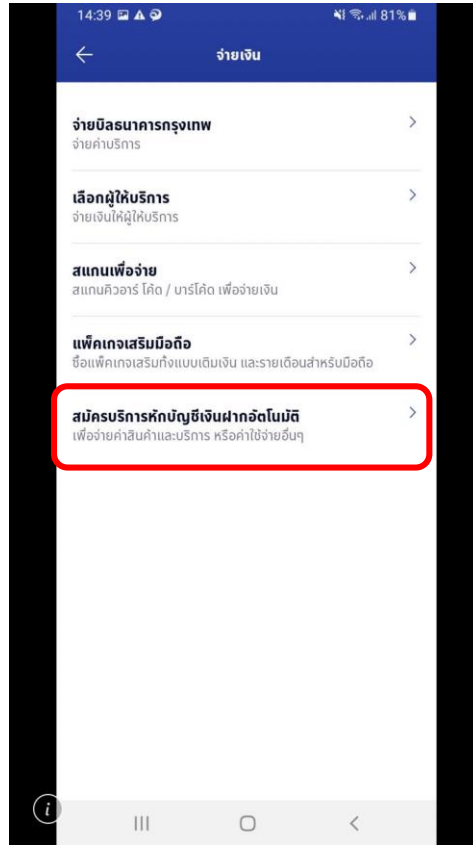 14:39 81%
จ่ายเงิน
จ่ายบิลธนาคารกรุงเทพ
จ่ายค่าบริการ
เลือกผู้ให้บริการ
จ่ายเงินให้ผู้ให้บริการ
สแกนเพื่อจ่าย
สแกนคิวอาร์ โค้ด / บาร์โค้ด เพื่อจ่ายเงิน
แพ็คเกจเสริมมือถือ
ซื้อแพ็คเกจเสริมทั้งแบบเติมเงิน และรายเดือนสำหรับมือถือ
สมัครบริการหักบัญชีเงินฝากอัตโนมัติ
เพื่อจ่ายค่าสินค้าและบริการ หรือค่าใช้จ่ายอื่นๆ
i